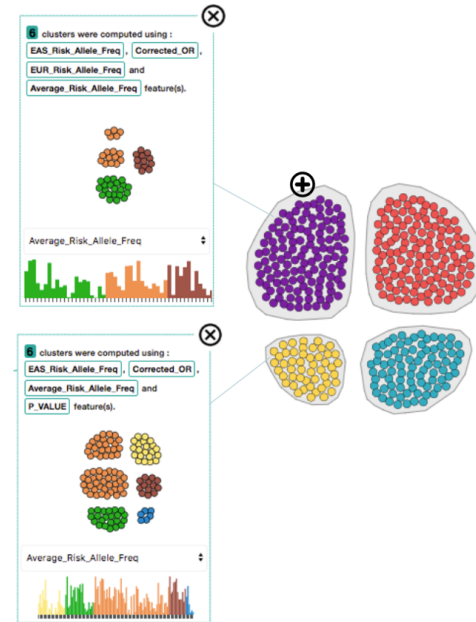 6 clusters were computed using :
EAS_Risk_Allele_Freq , Corrected_OR ,
EUR_Risk_Allele_Freq and
Average_Risk_Allele_Freq feature(s).
Average_Risk_Allele_Freq
6 clusters were computed using :
EAS_Risk_Allele_Freq , Corrected_OR ,
Average_Risk_Allele_Freq and
P_VALUE feature(s).
Average_Risk_Allele_Freq